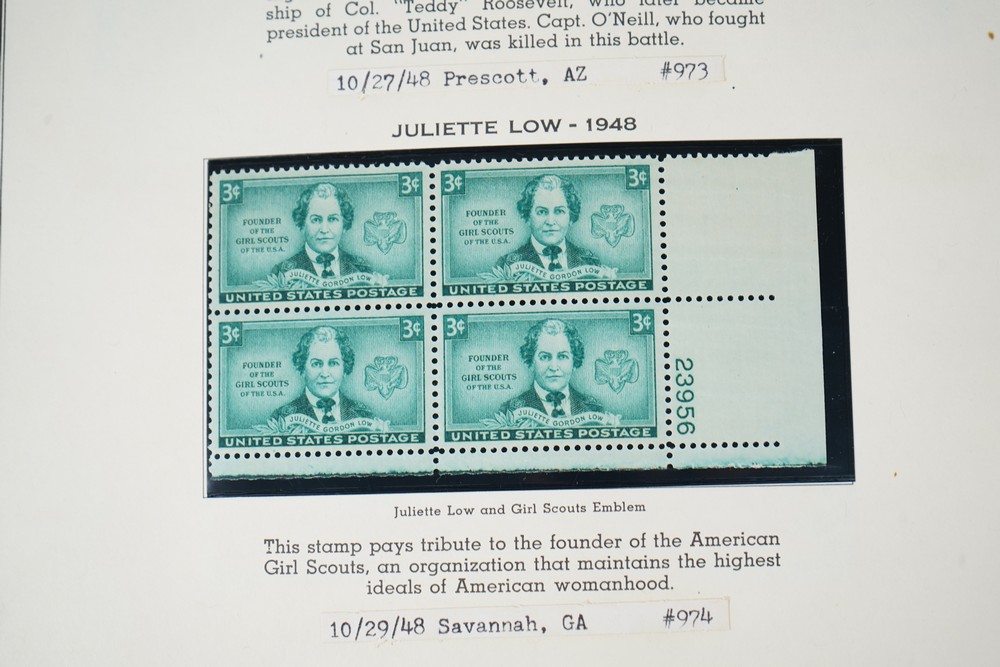 ship of Col. "Teddy" Roosevelt, who later became
president of the United States. Capt. O'Neill, who fought
at San Juan, was killed in this battle.
10/27/48 Prescott, AZ #973
JULIETTE LOW - 1948
3¢ 3¢
FOUNDER
OF THE
GIRL SCOUTS
OF THE U.S.A.
JULIETTE GORDON LOW
UNITED STATES POSTAGE
3¢ 3¢
FOUNDER
OF THE
GIRL SCOUTS
OF THE U.S.A.
JULIETTE GORDON LOW
UNITED STATES POSTAGE
3¢ 3¢
FOUNDER
OF THE
GIRL SCOUTS
OF THE U.S.A.
JULIETTE GORDON LOW
UNITED STATES POSTAGE
3¢ 3¢
FOUNDER
OF THE
GIRL SCOUTS
OF THE U.S.A.
JULIETTE GORDON LOW
UNITED STATES POSTAGE
23956
Juliette Low and Girl Scouts Emblem
This stamp pays tribute to the founder of the American
Girl Scouts, an organization that maintains the highest
ideals of American womanhood.
10/29/48 Savannah, GA #974